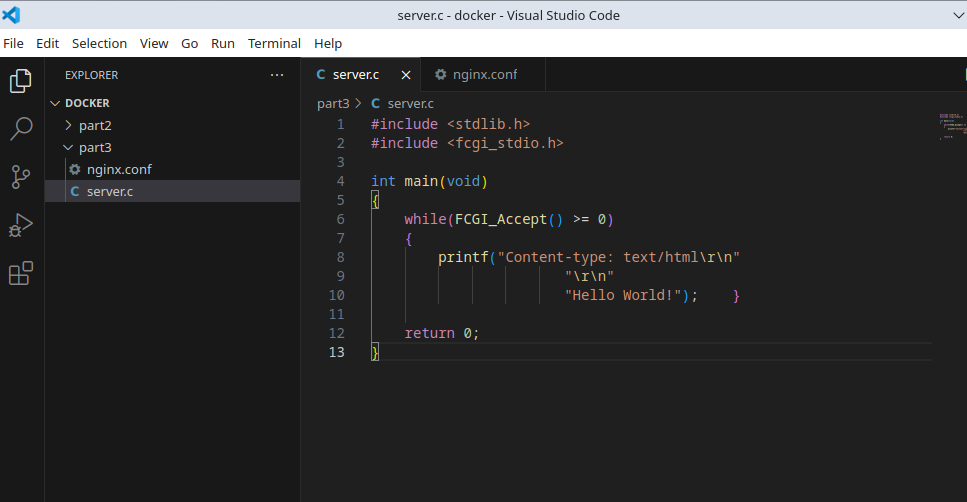 server.c - docker - Visual Studio Code
File Edit Selection View Go Run Terminal Help
EXPLORER ···
DOCKER
part2
part3
nginx.conf
C server.c
C server.c × nginx.conf
part3 > C server.c
1 #include <stdlib.h>
2 #include <fcgi_stdio.h>
3
4 int main(void)
5 {
6     while(FCGI_Accept() >= 0)
7     {
8         printf("Content-type: text/html\r\n"
9                        "\r\n"
10                        "Hello World!");    }
11
12     return 0;
13 }